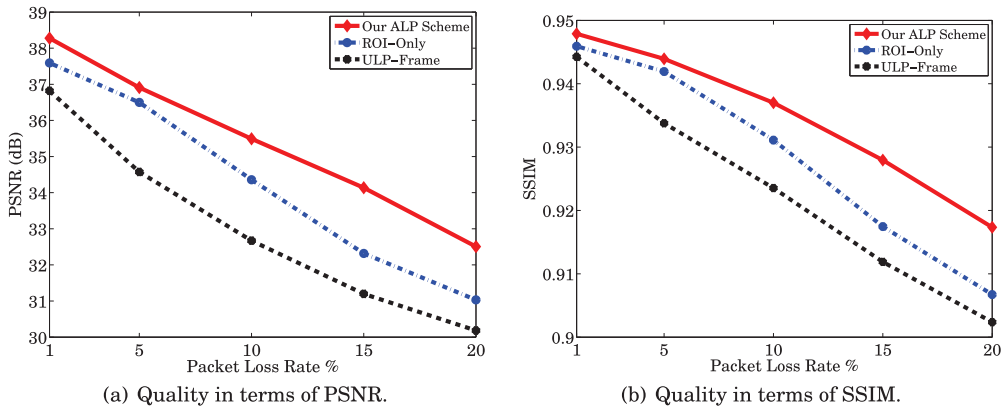 39
38
37
36
35
34
33
32
31
30
PSNR (dB)
Our ALP Scheme
ROI-Only
ULP-Frame
1 5 10 15 20
Packet Loss Rate %
(a) Quality in terms of PSNR.
0.95
0.94
0.93
0.92
0.91
0.9
SSIM
Our ALP Scheme
ROI-Only
ULP-Frame
1 5 10 15 20
Packet Loss Rate %
(b) Quality in terms of SSIM.